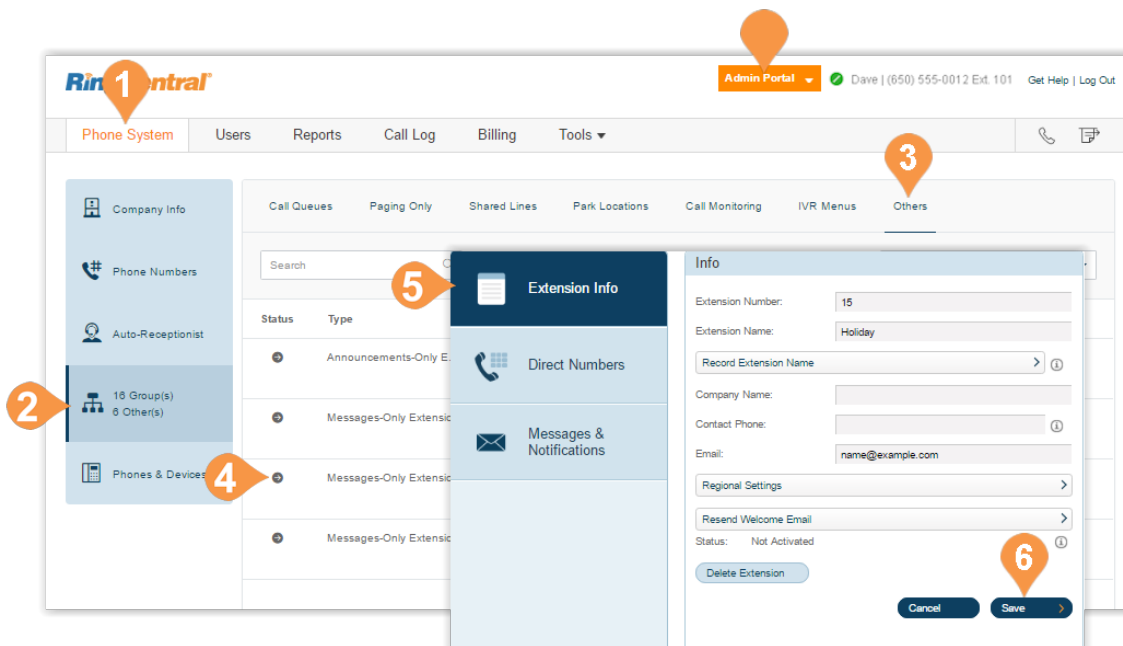 Admin Portal
Dave | (650) 555-0012 Ext. 101
Get Help | Log Out
1
Phone System
Users
Reports
Call Log
Billing
Tools
3
Company Info
Phone Numbers
Auto-Receptionist
2
16 Group(s)
6 Other(s)
Phones & Devices
Call Queues
Paging Only
Shared Lines
Park Locations
Call Monitoring
IVR Menus
Others
Search
Status
Type
Announcements-Only E
Messages-Only Extensic
4
Messages-Only Extensic
Messages-Only Extensic
5
Extension Info
Direct Numbers
Messages &
Notifications
Info
Extension Number:
15
Extension Name:
Holiday
Record Extension Name
Company Name:
Contact Phone:
Email:
name@example.com
Regional Settings
Resend Welcome Email
Status:
Not Activated
Delete Extension
6
Cancel
Save